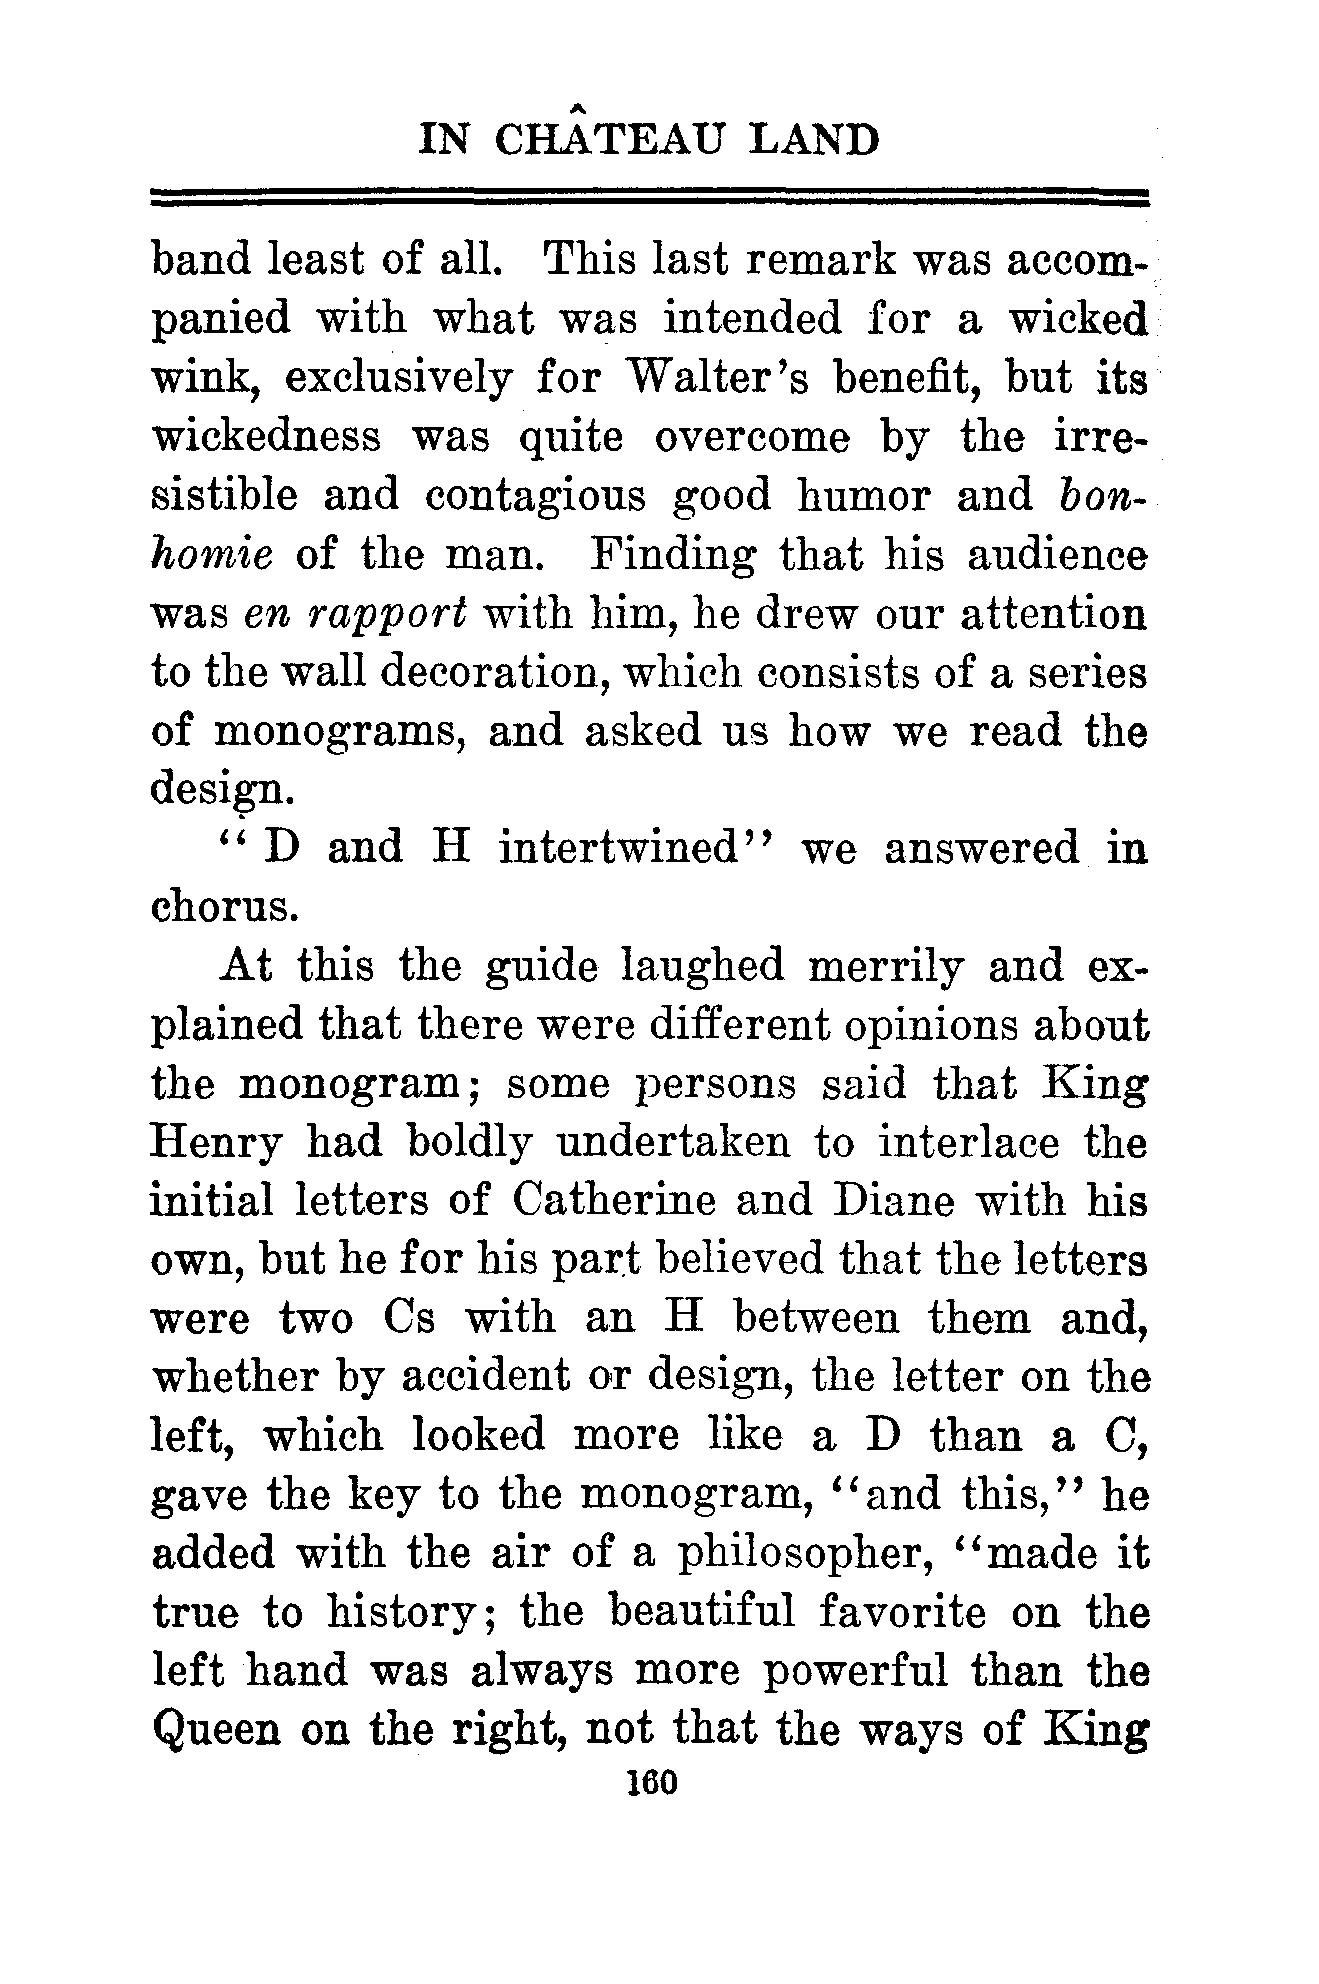 IN CHÂTEAU LAND
band least of all. This last remark was accom-
panied with what was intended for a wicked
wink, exclusively for Walter's benefit, but its
wickedness was quite overcome by the irre-
sistible and contagious good humor and bon-
homie of the man. Finding that his audience
was en rapport with him, he drew our attention
to the wall decoration, which consists of a series
of monograms, and asked us how we read the
design.
" D and H intertwined" we answered in
chorus.
At this the guide laughed merrily and ex-
plained that there were different opinions about
the monogram; some persons said that King
Henry had boldly undertaken to interlace the
initial letters of Catherine and Diane with his
own, but he for his part believed that the letters
were two Cs with an H between them and,
whether by accident or design, the letter on the
left, which looked more like a D than a C,
gave the key to the monogram, "and this," he
added with the air of a philosopher, "made it
true to history; the beautiful favorite on the
left hand was always more powerful than the
Queen on the right, not that the ways of King
160